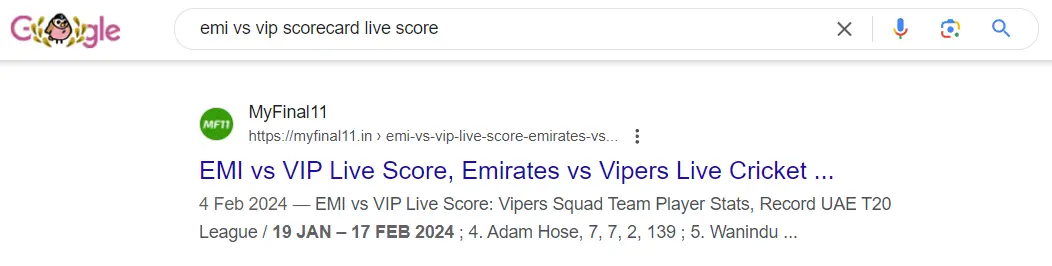 Google
emi vs vip scorecard live score
MF11
MyFinal11
https://myfinal11.in › emi-vs-vip-live-score-emirates-vs...
EMI vs VIP Live Score, Emirates vs Vipers Live Cricket ...
4 Feb 2024 — EMI vs VIP Live Score: Vipers Squad Team Player Stats, Record UAE T20
League / 19 JAN – 17 FEB 2024 ; 4. Adam Hose, 7, 7, 2, 139 ; 5. Wanindu ...